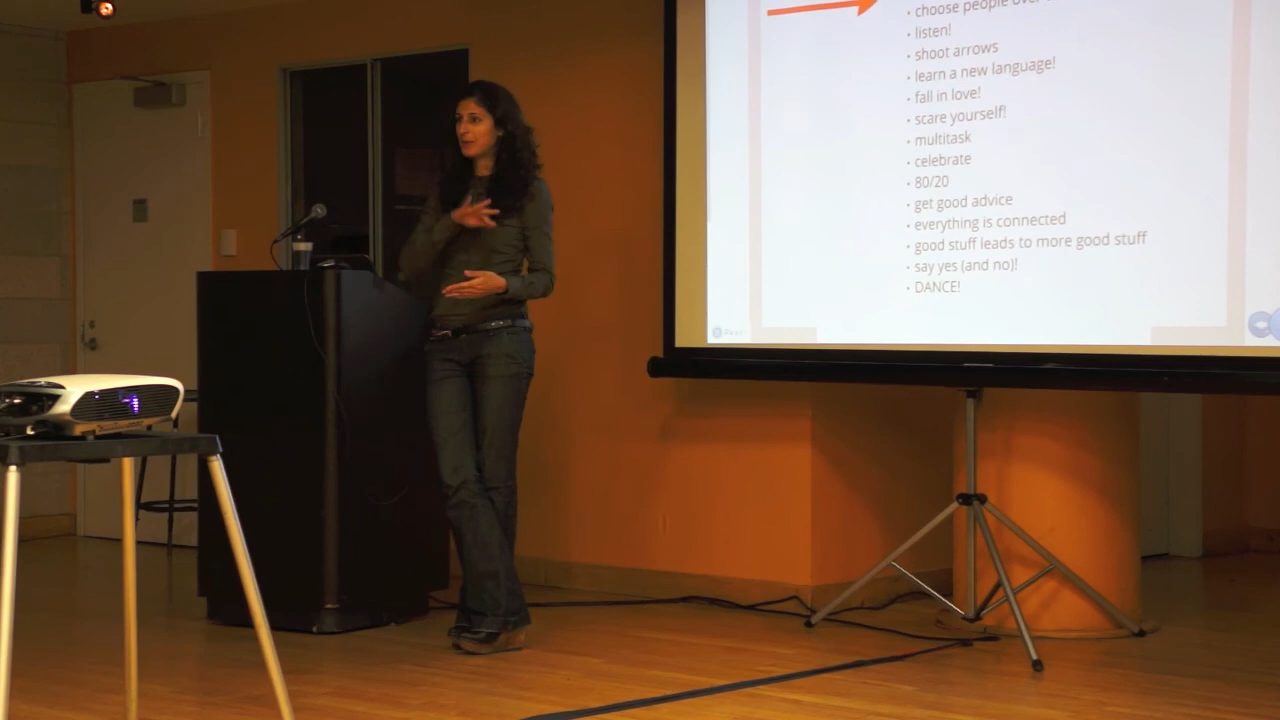 • choose people over
• listen!
• shoot arrows
• learn a new language!
• fall in love!
• scare yourself!
• multitask
• celebrate
• 80/20
• get good advice
• everything is connected
• good stuff leads to more good stuff
• say yes (and no)!
• DANCE!